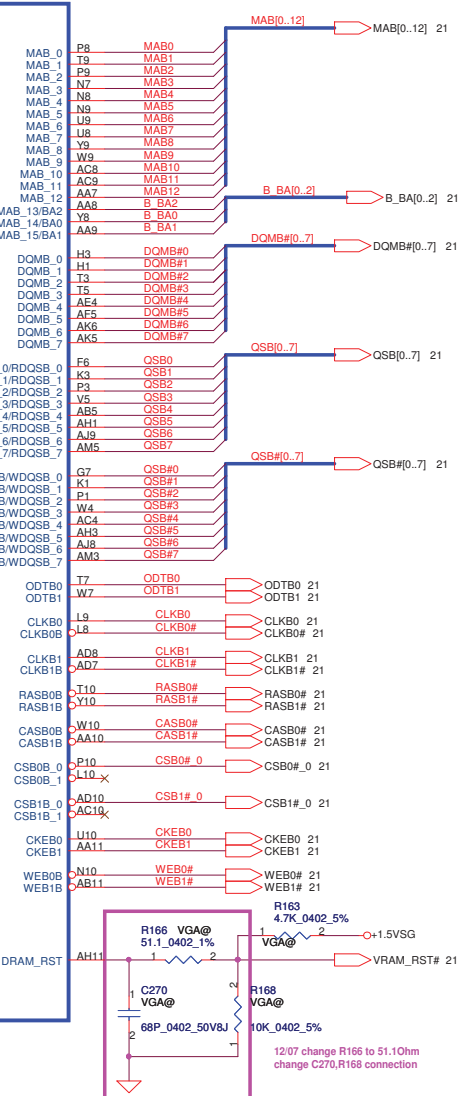 MAB[0..12] MAB[0..12] 21
MAB_0 P8 MAB0
MAB_1 T9 MAB1
MAB_2 P9 MAB2
MAB_3 N7 MAB3
MAB_4 N8 MAB4
MAB_5 N9 MAB5
MAB_6 U9 MAB6
MAB_7 U8 MAB7
MAB_8 Y9 MAB8
MAB_9 W9 MAB9
MAB_10 AC8 MAB10
MAB_11 AC9 MAB11
MAB_12 AA7 MAB12
B_BA[0..2] B_BA[0..2] 21
MAB_13/BA2 AA8 B_BA2
MAB_14/BA0 Y8 B_BA0
MAB_15/BA1 AA9 B_BA1
DQMB#[0..7] DQMB#[0..7] 21
DQMB_0 H3 DQMB#0
DQMB_1 H1 DQMB#1
DQMB_2 T3 DQMB#2
DQMB_3 T5 DQMB#3
DQMB_4 AE4 DQMB#4
DQMB_5 AF5 DQMB#5
DQMB_6 AK6 DQMB#6
DQMB_7 AK5 DQMB#7
QSB[0..7] QSB[0..7] 21
_0/RDQSB_0 F6 QSB0
_1/RDQSB_1 K3 QSB1
_2/RDQSB_2 P3 QSB2
_3/RDQSB_3 V5 QSB3
_4/RDQSB_4 AB5 QSB4
_5/RDQSB_5 AH1 QSB5
_6/RDQSB_6 AJ9 QSB6
_7/RDQSB_7 AM5 QSB7
QSB#[0..7] QSB#[0..7] 21
B/WDQSB_0 G7 QSB#0
B/WDQSB_1 K1 QSB#1
B/WDQSB_2 P1 QSB#2
B/WDQSB_3 W4 QSB#3
B/WDQSB_4 AC4 QSB#4
B/WDQSB_5 AH3 QSB#5
B/WDQSB_6 AJ8 QSB#6
B/WDQSB_7 AM3 QSB#7
ODTB0 T7 ODTB0 ODTB0 21
ODTB1 W7 ODTB1 ODTB1 21
CLKB0 L9 CLKB0 CLKB0 21
CLKB0B L8 CLKB0# CLKB0# 21
CLKB1 AD8 CLKB1 CLKB1 21
CLKB1B AD7 CLKB1# CLKB1# 21
RASB0B T10 RASB0# RASB0# 21
RASB1B Y10 RASB1# RASB1# 21
CASB0B W10 CASB0# CASB0# 21
CASB1B AA10 CASB1# CASB1# 21
CSB0B_0 P10 CSB0#_0 CSB0#_0 21
CSB0B_1 L10
CSB1B_0 AD10 CSB1#_0 CSB1#_0 21
CSB1B_1 AC10
CKEB0 U10 CKEB0 CKEB0 21
CKEB1 AA11 CKEB1 CKEB1 21
WEB0B N10 WEB0# WEB0# 21
WEB1B AB11 WEB1# WEB1# 21
R163
4.7K_0402_5%
1 2 +1.5VSG
VGA@
R166 VGA@
51.1_0402_1%
DRAM_RST AH11 1 2 VRAM_RST# 21
C270
VGA@
1
68P_0402_50V8J
2
2 R168
VGA@
10K_0402_5%
1
12/07 change R166 to 51.1Ohm
change C270,R168 connection